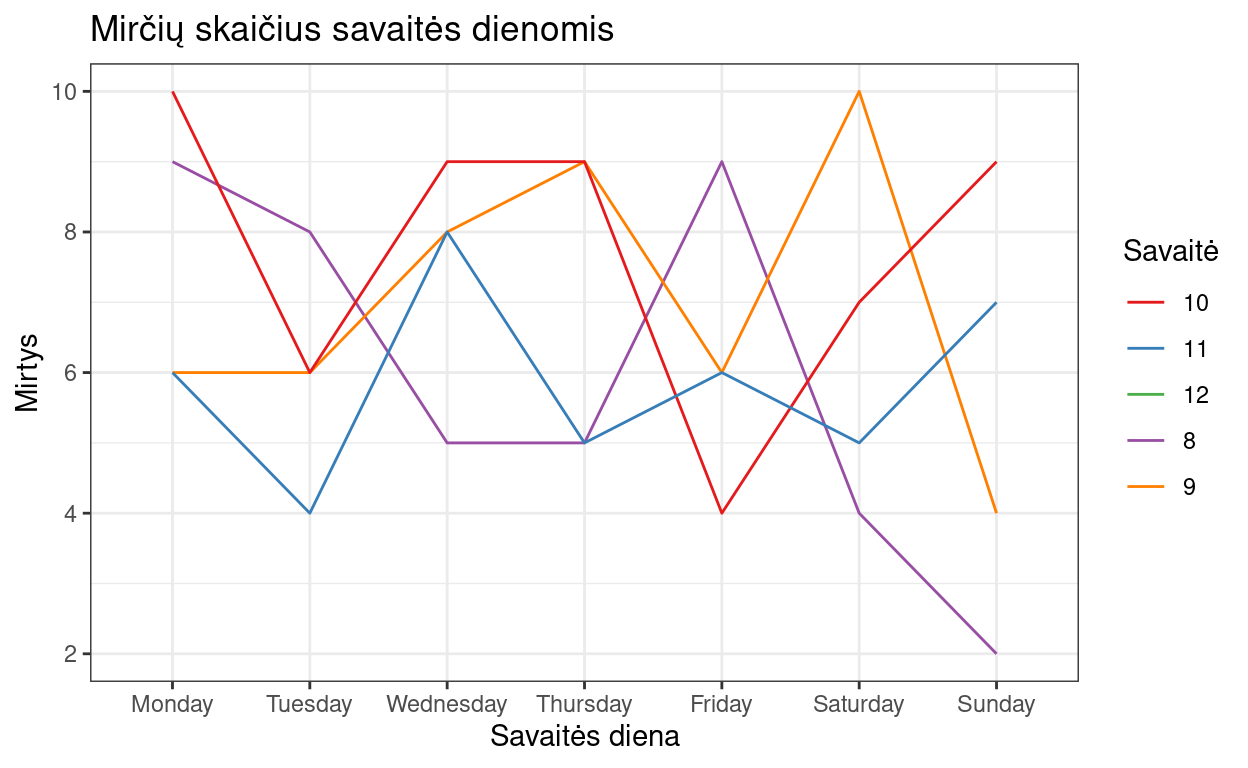 Mirčių skaičius savaitės dienomis
10
8
6
4
2
Mirtys
Monday Tuesday Wednesday Thursday Friday Saturday Sunday
Savaitės diena
Savaitė
10
11
12
8
9